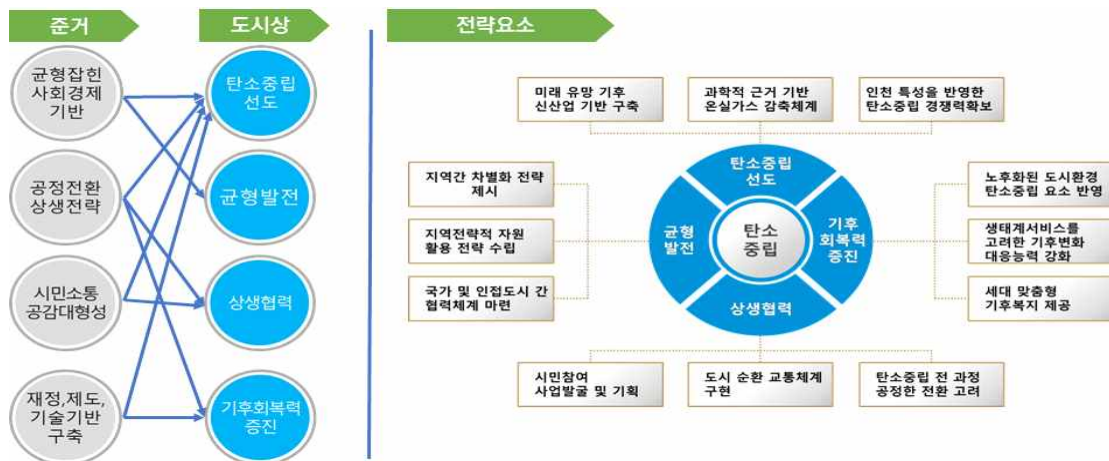 준거
도시상
전략요소
균형잡힌
사회경제
기반
공정전환
상생전략
시민소통
공감대형성
재정,제도,
기술기반
구축
탄소중립
선도
균형발전
상생협력
기후회복력
증진
미래 유망 기후
신산업 기반 구축
과학적 근거 기반
온실가스 감축체계
인천 특성을 반영한
탄소중립 경쟁력확보
지역간 차별화 전략
제시
지역전략적 자원
활용 전략 수립
국가 및 인접도시 간
협력체계 마련
탄소중립
선도
균형
발전
탄소
중립
기후
회복력
증진
상생협력
노후화된 도시환경
탄소중립 요소 반영
생태계서비스를
고려한 기후변화
대응능력 강화
세대 맞춤형
기후복지 제공
시민참여
사업발굴 및 기획
도시 순환 교통체계
구현
탄소중립 전 과정
공정한 전환 고려